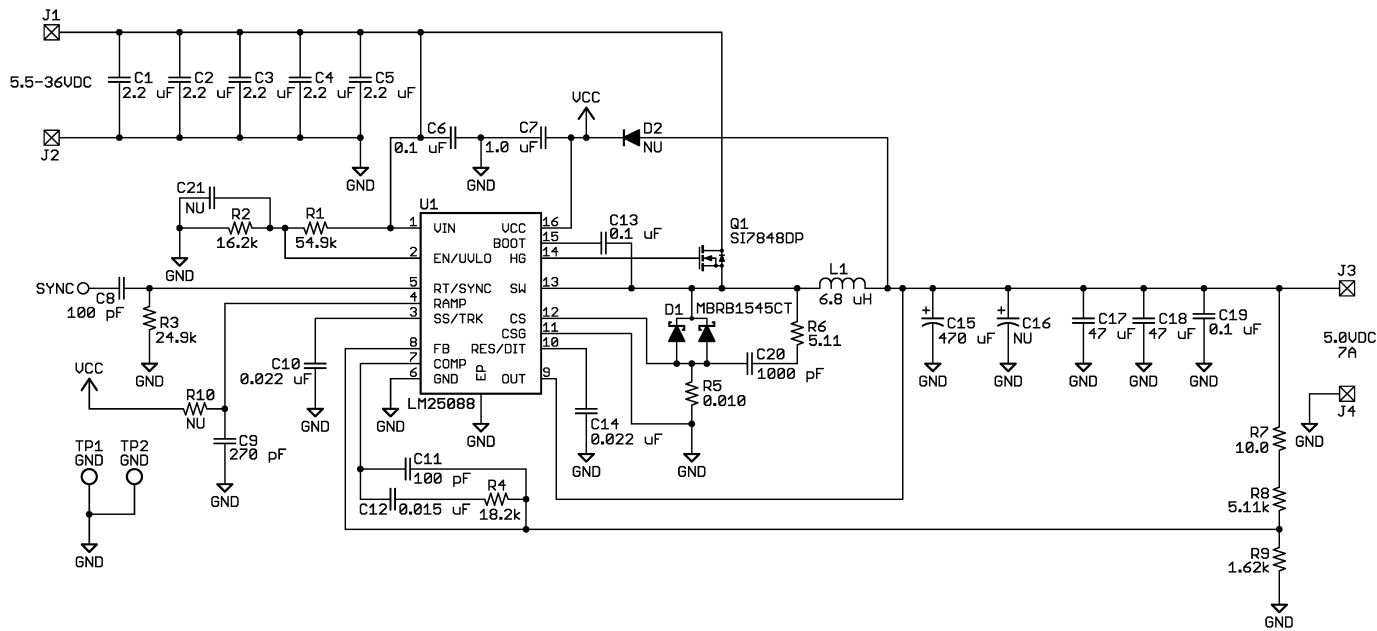 J1
5.5-36VDC
J2
C1
2.2 uF
C2
2.2 uF
C3
2.2 uF
C4
2.2 uF
C5
2.2 uF
GND
C6
0.1 uF
C7
1.0 uF
GND
VCC
D2
NU
C21
NU
R2
16.2k
R1
54.9k
GND
U1
1 VIN
2 EN/UVLO
5 RT/SYNC
4 RAMP
3 SS/TRK
8 FB
7 COMP
6 GND
EP
VCC 16
BOOT 15
HG 14
SW 13
CS 12
CSG 11
RES/DIT 10
OUT 9
LM25088
C13
0.1 uF
Q1
SI7848DP
SYNC
C8
100 pF
R3
24.9k
GND
VCC
R10
NU
C9
270 pF
GND
C10
0.022 uF
GND
GND
GND
TP1
GND
TP2
GND
GND
C11
100 pF
C12
0.015 uF
R4
18.2k
C14
0.022 uF
GND
D1
MBRB1545CT
R5
0.010
GND
C20
1000 pF
R6
5.11
L1
6.8 uH
+
C15
470 uF
GND
+
C16
NU
GND
C17
47 uF
GND
C18
47 uF
GND
C19
0.1 uF
GND
J3
5.0VDC
7A
J4
GND
R7
10.0
R8
5.11k
R9
1.62k
GND